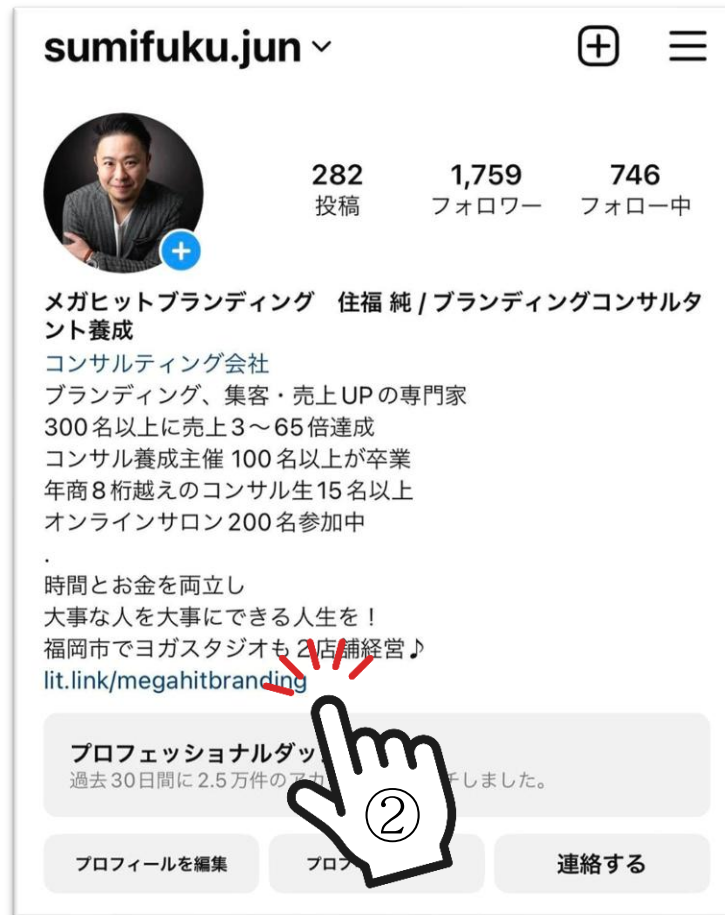 sumifuku.jun
282
1,759
746
投稿
フォロワー
フォロー中
メガヒットブランディング 住福 純 / ブランディングコンサルタ
ント養成
コンサルティング会社
ブランディング、集客・売上UPの専門家
300名以上に売上3〜65倍達成
コンサル養成主催 100名以上が卒業
年商8桁越えのコンサル生15名以上
オンラインサロン200名参加中
.
時間とお金を両立し
大事な人を大事にできる人生を!
福岡市でヨガスタジオも2店舗経営♪
lit.link/megahitbranding
プロフェッショナルダッ
過去30日間に2.5万件のアカ チしました。
②
プロフィールを編集
プロフ
連絡する